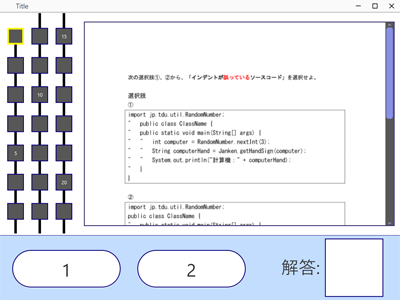 Title
15
10
5
20
次の選択肢①、②から、「インデントが誤っているソースコード」を選択せよ。
選択肢
①
import jp.tdu.util.RandomNumber;
^ public class ClassName {
^ public static void main(String[] args) {
^ ^ int computer = RandomNumber.nextInt(3);
^ ^ String computerHand = Janken.getHandSign(computer);
^ ^ System.out.println("計算機:" + computerHand);
^ }
}
②
import jp.tdu.util.RandomNumber;
public class ClassName {
^ public static void main(String[] args) {
1
2
解答: